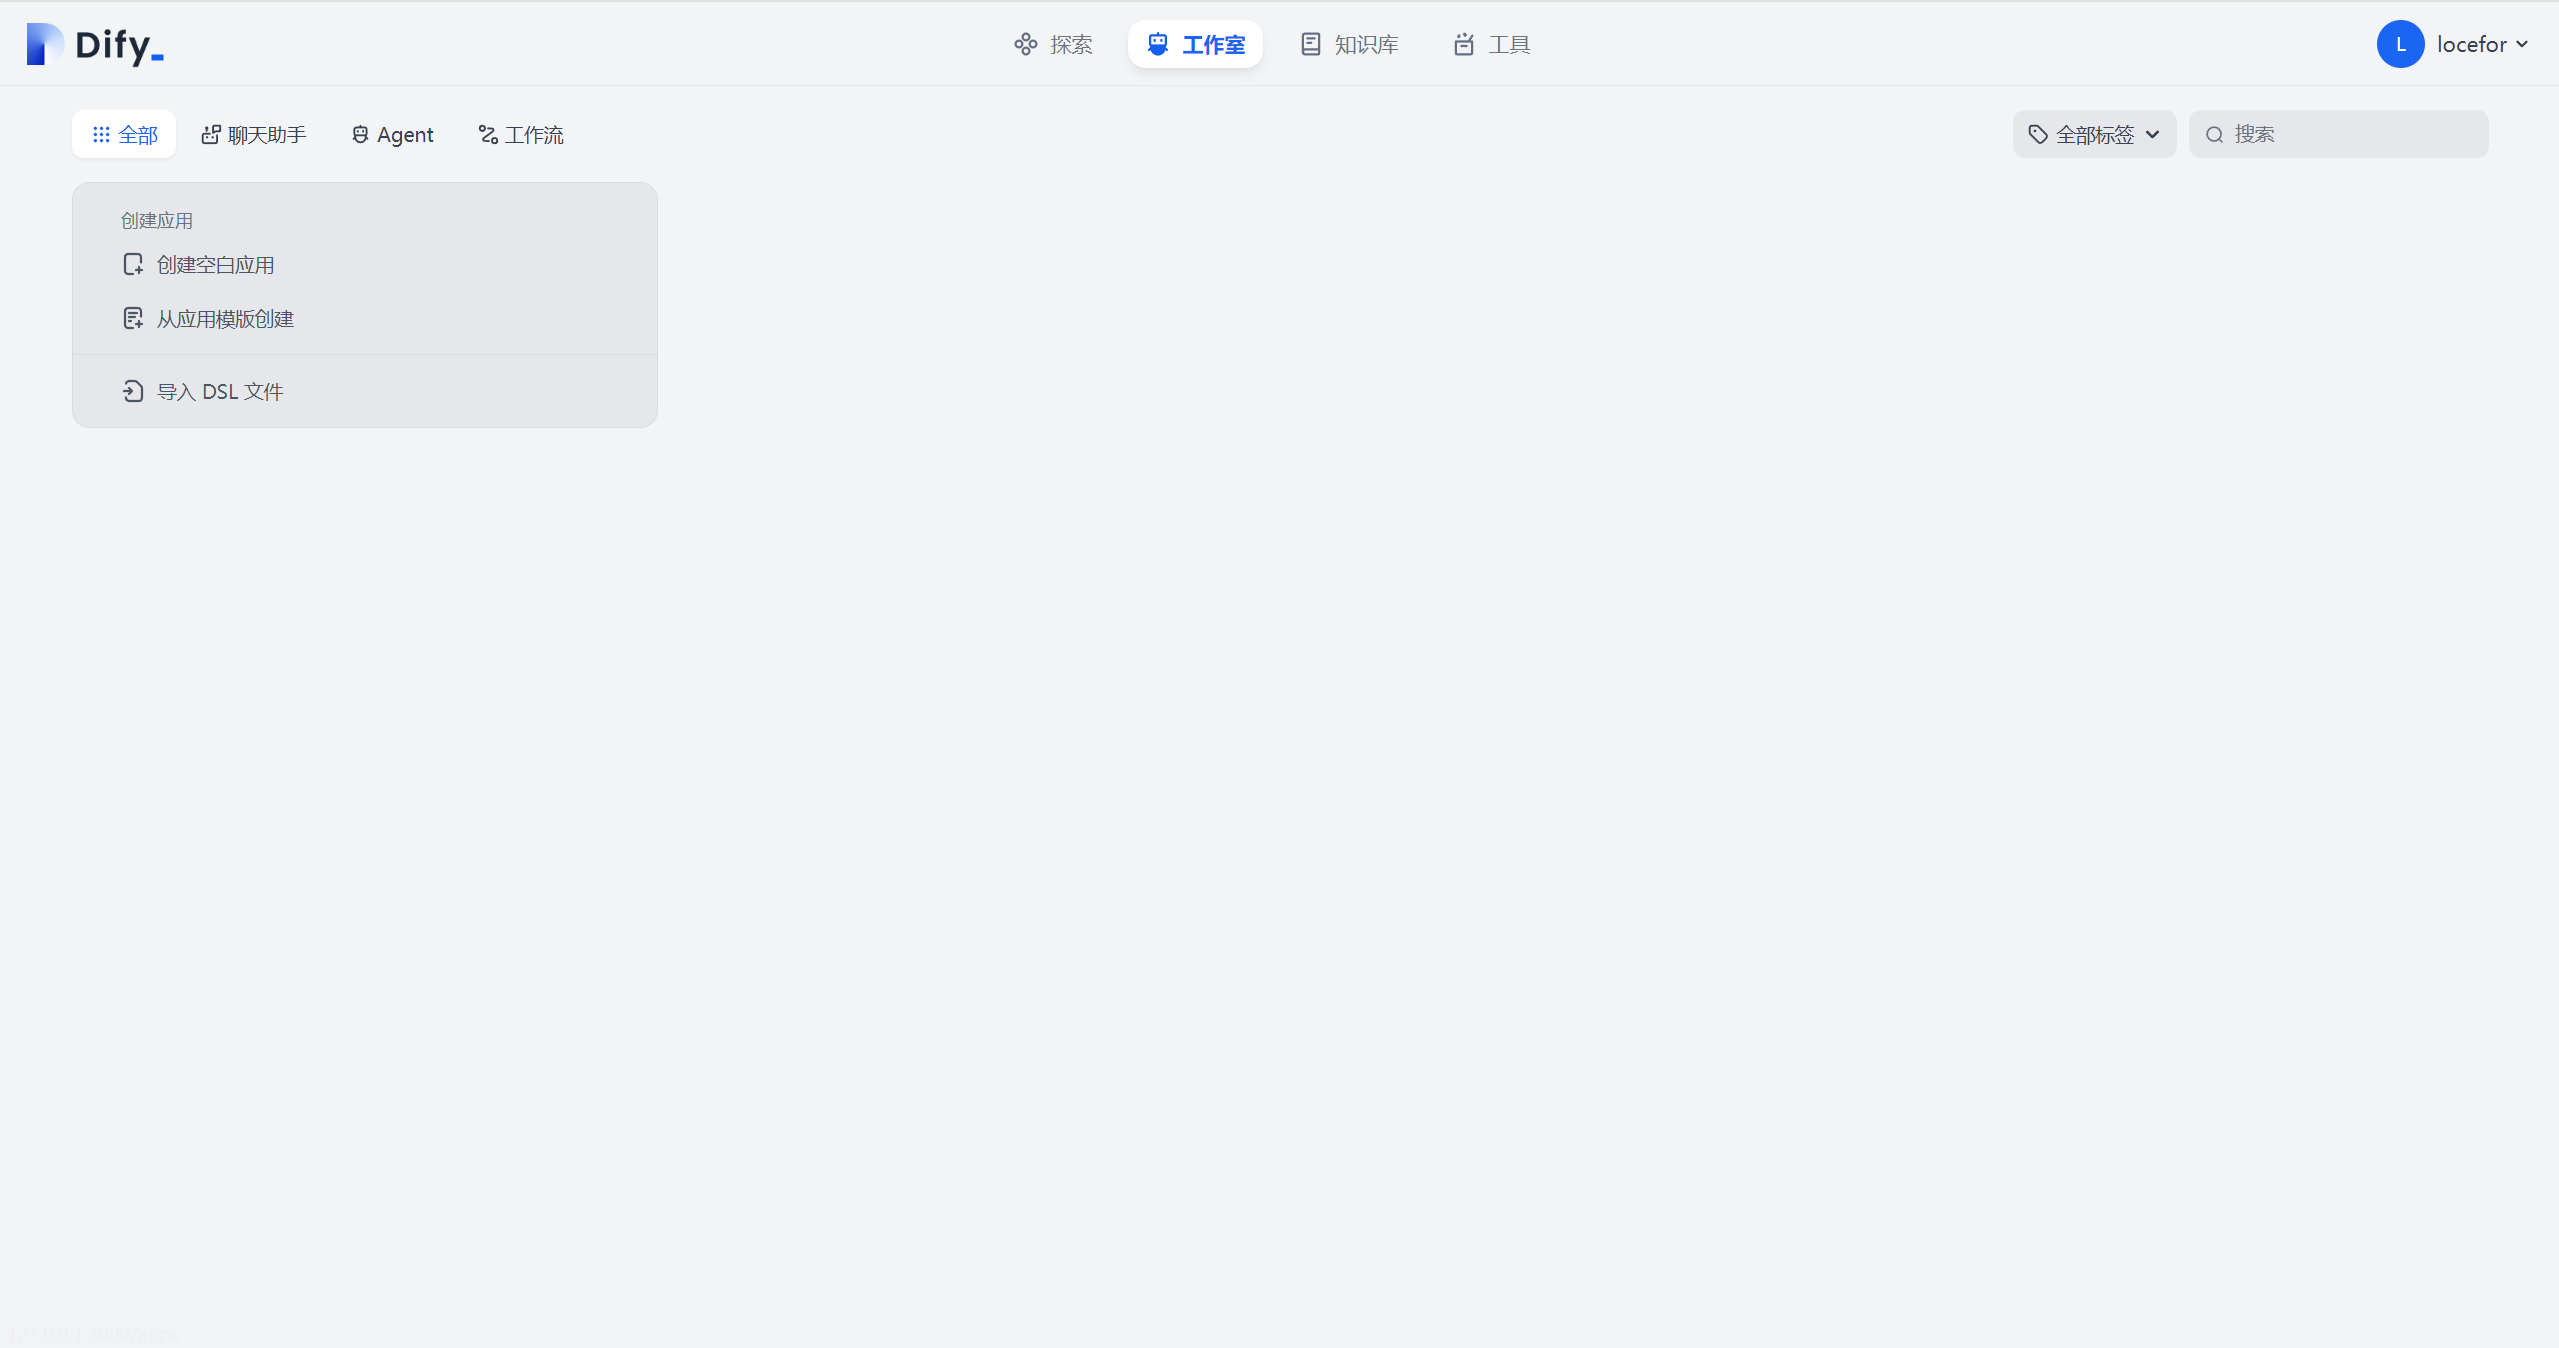 Dify_
探索
工作室
知识库
工具
L
locefor
全部
聊天助手
Agent
工作流
全部标签
搜索
创建应用
创建空白应用
从应用模版创建
导入 DSL 文件